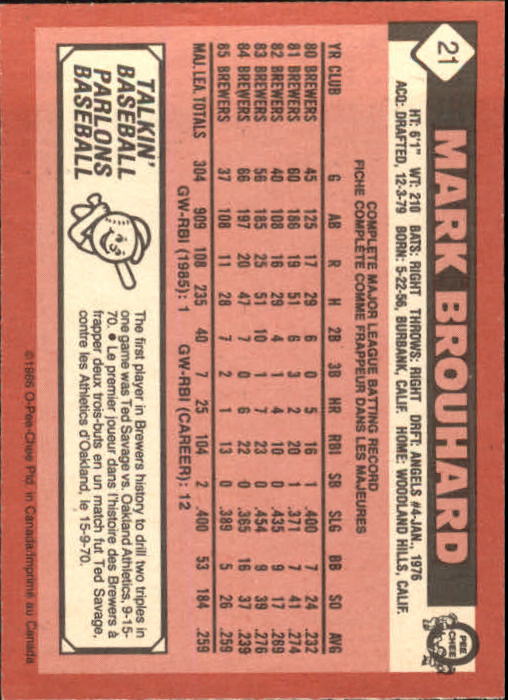 21
MARK BROUHARD
HT: 6'1" WT: 210 BATS: RIGHT THROWS: RIGHT DRFT: ANGELS #4-JAN., 1976
ACQ: DRAFTED, 12-3-79 BORN: 5-22-56, BURBANK, CALIF. HOME: WOODLAND HILLS, CALIF.
O
PEE
CHEE
COMPLETE MAJOR LEAGUE BATTING RECORD
FICHE COMPLÈTE COMME FRAPPEUR DANS LES MAJEURES
YR CLUB G AB R H 2B 3B HR RBI SB SLG BB SO AVG
80 BREWERS 45 125 17 29 6 0 5 16 1 .400 7 24 .232
81 BREWERS 60 186 19 51 6 3 2 20 1 .371 7 41 .274
82 BREWERS 40 108 16 29 4 1 4 10 0 .435 9 17 .269
83 BREWERS 56 185 25 51 10 1 7 23 0 .454 9 39 .276
84 BREWERS 66 197 20 47 7 0 6 22 0 .365 16 37 .239
85 BREWERS 37 108 11 28 7 2 1 13 0 .389 5 26 .259
MAJ. LEA. TOTALS 304 909 108 235 40 7 25 104 2 .400 53 184 .259
GW-RBI (1985): 1 GW-RBI (CAREER): 12
TALKIN'
BASEBALL
PARLONS
BASEBALL
The first player in Brewers history to drill two triples in
one game was Ted Savage vs. Oakland Athletics, 9-15-
70. ● Le premier joueur dans l'histoire des Brewers à
frapper deux trois-buts en un match fut Ted Savage,
contre les Athletics d'Oakland, le 15-9-70.
©1986 O-Pee-Chee Ptd. in Canada/Imprimé au Canada